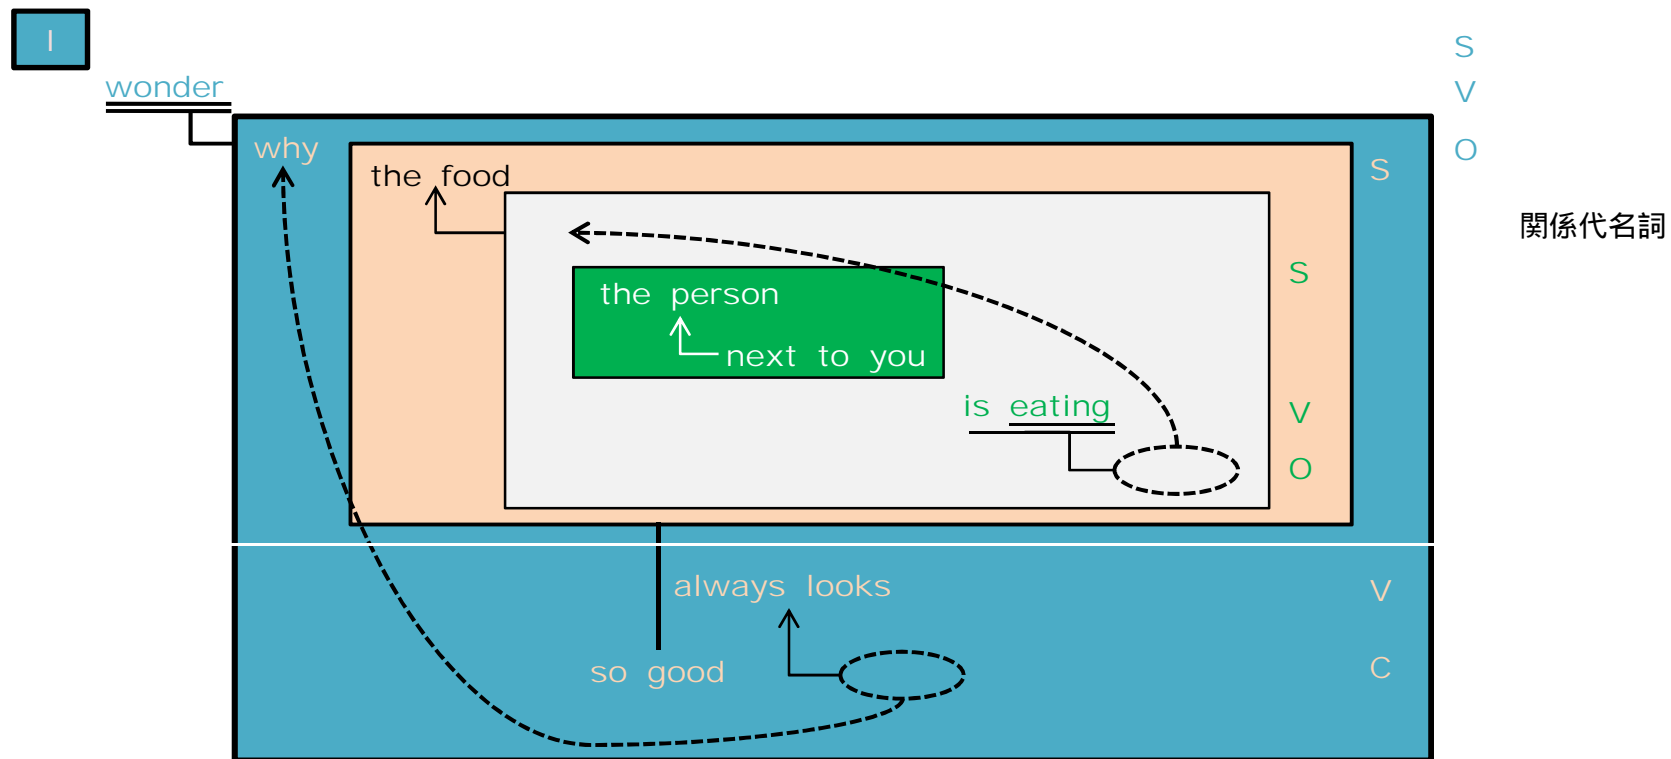 I
S
wonder
V
why
O
the food
S
関係代名詞
S
the person
next to you
is eating
V
O
always looks
V
so good
C